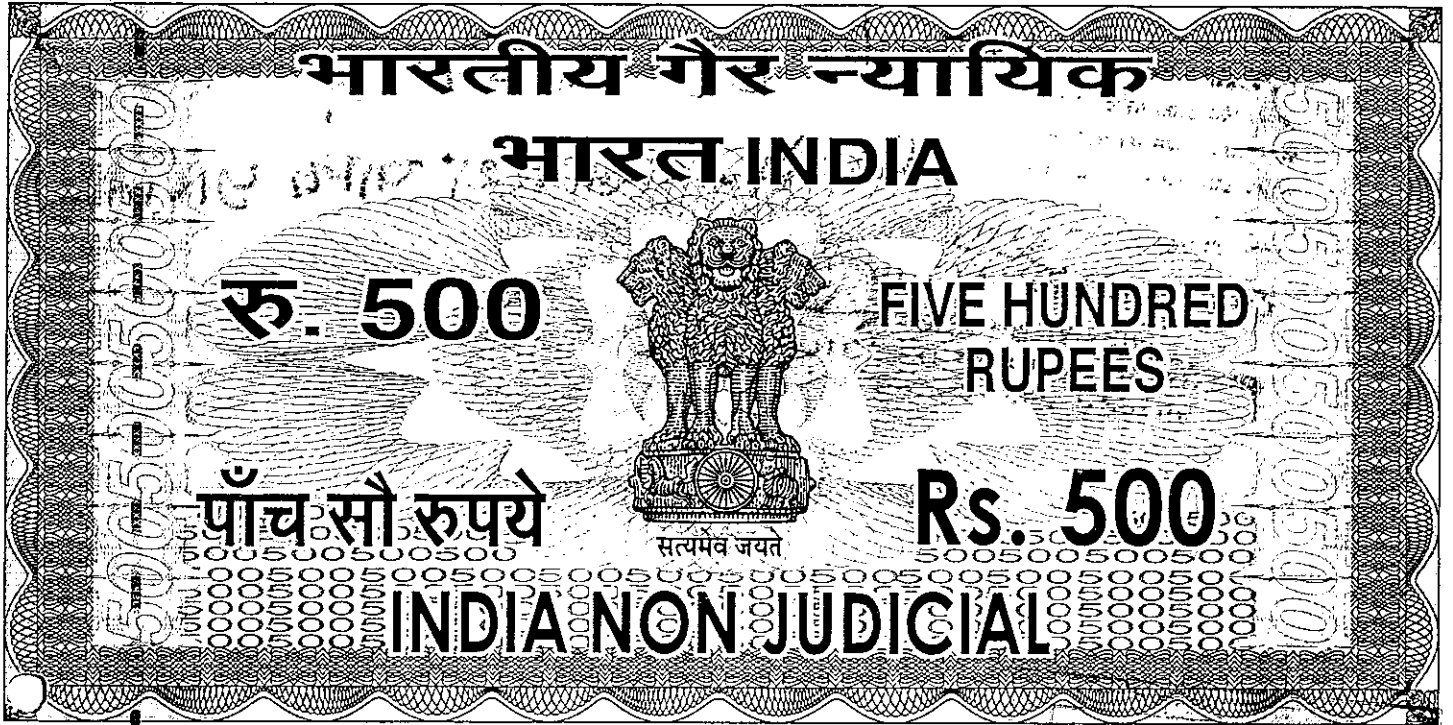 भारतीय गैर न्यायिक
भारत INDIA
रु. 500
FIVE HUNDRED
RUPEES
पाँच सौ रुपये
Rs. 500
सत्यमेव जयते
INDIA NON JUDICIAL